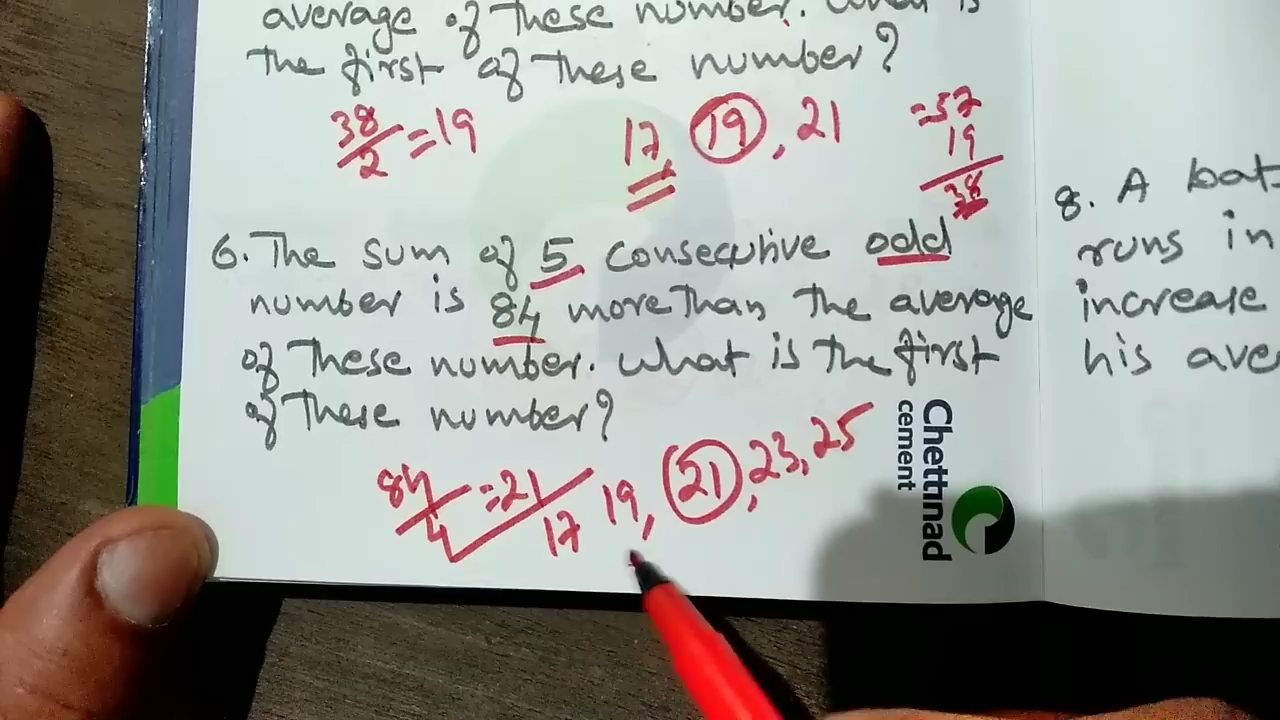 average of these number. What is
the first of these number?
38/2 = 19
17, 19, 21
=57
19
38
6. The sum of 5 consecutive odd
number is 84 more than the average
of these number. What is the first
of these number?
84/4 = 21
17 19, 21, 23, 25
8. A bat
runs in
increase
his ave
Chettinad
cement